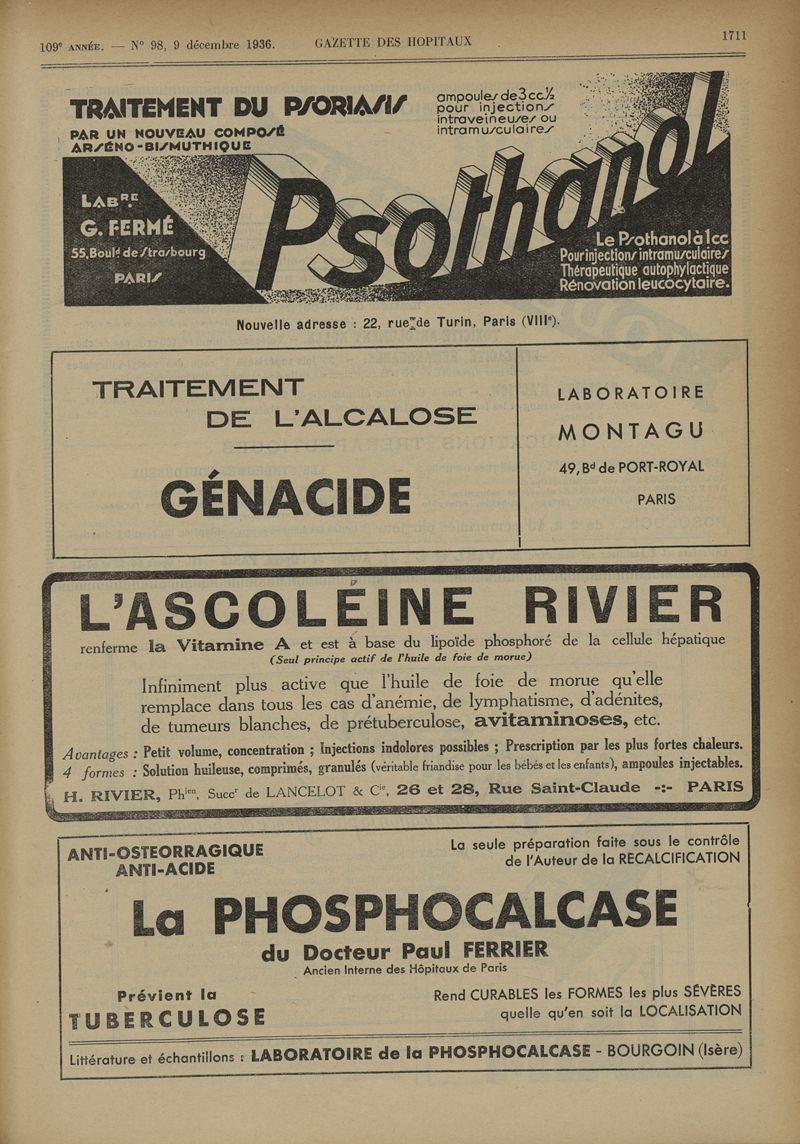 109e ANNÉE. — N° 98, 9 décembre 1936. GAZETTE DES HOPITAUX 1711
TRAITEMENT DU PSORIASIS
PAR UN NOUVEAU COMPOSÉ
ARSÉNO-BISMUTHIQUE
ampoules de 3cc½
pour injections
intraveineuses ou
intramusculaires
LABRE.
G. FERMÉ
55, Bould de Strasbourg
PARIS
Psothanol
Le Psothanol à 1cc
Pour injections intramusculaires
Thérapeutique autophylactique
Rénovation leucocytaire.
Nouvelle adresse : 22, rue de Turin, Paris (VIIIe).
TRAITEMENT
DE L'ALCALOSE
GÉNACIDE
LABORATOIRE
MONTAGU
49, Bd de PORT-ROYAL
PARIS
L'ASCOLÉINE RIVIER
renferme la Vitamine A et est à base du lipoïde phosphoré de la cellule hépatique
(Seul principe actif de l'huile de foie de morue)
Infiniment plus active que l'huile de foie de morue qu'elle
remplace dans tous les cas d'anémie, de lymphatisme, d'adénites,
de tumeurs blanches, de prétuberculose, avitaminoses, etc.
Avantages : Petit volume, concentration ; Injections indolores possibles ; Prescription par les plus fortes chaleurs.
4 formes : Solution huileuse, comprimés, granulés (véritable friandise pour les bébés et les enfants), ampoules injectables.
H. RIVIER, Phien, Succr de LANCELOT & Cie, 26 et 28, Rue Saint-Claude -:- PARIS
ANTI-OSTEORRAGIQUE
ANTI-ACIDE
La seule préparation faite sous le contrôle
de l'Auteur de la RECALCIFICATION
La PHOSPHOCALCASE
du Docteur Paul FERRIER
Ancien Interne des Hôpitaux de Paris
Prévient la
TUBERCULOSE
Rend CURABLES les FORMES les plus SÉVÈRES
quelle qu'en soit la LOCALISATION
Littérature et échantillons : LABORATOIRE de la PHOSPHOCALCASE - BOURGOIN (Isère)